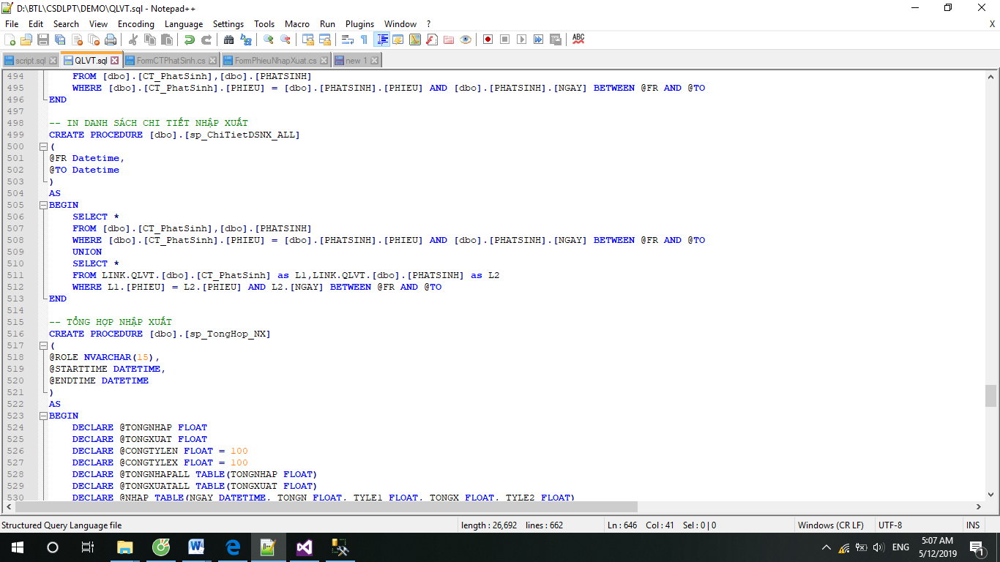 D:\BTL\CSDLPT\DEMO\QLVT.sql - Notepad++
File Edit Search View Encoding Language Settings Tools Macro Run Plugins Window ? X
script.sql QLVT.sql FormCTPhatSinh.cs FormPhieuNhapXuat.cs new 1
494 FROM [dbo].[CT_PhatSinh],[dbo].[PHATSINH]
495 WHERE [dbo].[CT_PhatSinh].[PHIEU] = [dbo].[PHATSINH].[PHIEU] AND [dbo].[PHATSINH].[NGAY] BETWEEN @FR AND @TO
496 END
497
498 -- IN DANH SÁCH CHI TIẾT NHẬP XUẤT
499 CREATE PROCEDURE [dbo].[sp_ChiTietDSNX_ALL]
500 (
501 @FR Datetime,
502 @TO Datetime
503 )
504 AS
505 BEGIN
506 SELECT *
507 FROM [dbo].[CT_PhatSinh],[dbo].[PHATSINH]
508 WHERE [dbo].[CT_PhatSinh].[PHIEU] = [dbo].[PHATSINH].[PHIEU] AND [dbo].[PHATSINH].[NGAY] BETWEEN @FR AND @TO
509 UNION
510 SELECT *
511 FROM LINK.QLVT.[dbo].[CT_PhatSinh] as L1,LINK.QLVT.[dbo].[PHATSINH] as L2
512 WHERE L1.[PHIEU] = L2.[PHIEU] AND L2.[NGAY] BETWEEN @FR AND @TO
513 END
514
515 -- TỔNG HỢP NHẬP XUẤT
516 CREATE PROCEDURE [dbo].[sp_TongHop_NX]
517 (
518 @ROLE NVARCHAR(15),
519 @STARTTIME DATETIME,
520 @ENDTIME DATETIME
521 )
522 AS
523 BEGIN
524 DECLARE @TONGNHAP FLOAT
525 DECLARE @TONGXUAT FLOAT
526 DECLARE @CONGTYLEN FLOAT = 100
527 DECLARE @CONGTYLEX FLOAT = 100
528 DECLARE @TONGNHAPALL TABLE(TONGNHAP FLOAT)
529 DECLARE @TONGXUATALL TABLE(TONGXUAT FLOAT)
530 DECLARE @NHAP TABLE(NGAY DATETIME, TONGN FLOAT, TYLE1 FLOAT, TONGX FLOAT, TYLE2 FLOAT)
Structured Query Language file length : 26,692 lines : 662 Ln : 646 Col : 41 Sel : 0 | 0 Windows (CR LF) UTF-8 INS
ENG 5:07 AM
5/12/2019 1